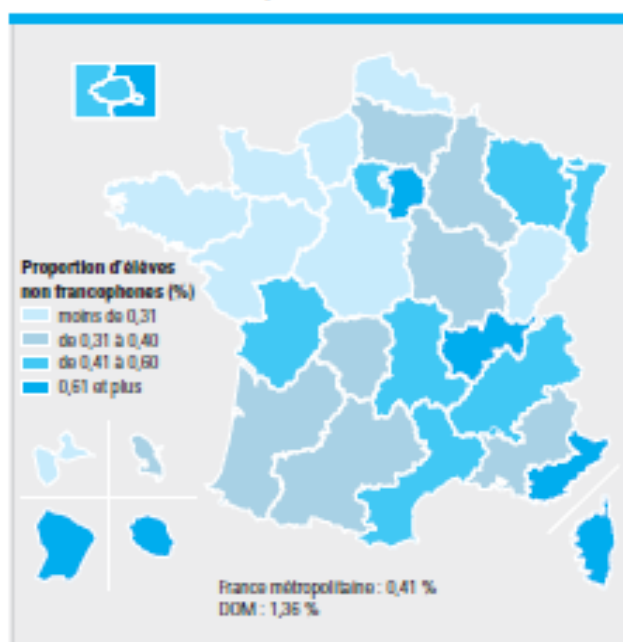 Proportion d'élèves
non francophones (%)
moins de 0,31
de 0,31 à 0,40
de 0,41 à 0,60
0,61 et plus
France métropolitaine : 0,41 %
DOM : 1,36 %